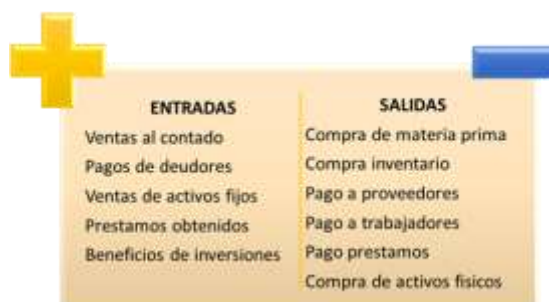 ENTRADAS
Ventas al contado
Pagos de deudores
Ventas de activos fijos
Prestamos obtenidos
Beneficios de inversiones
SALIDAS
Compra de materia prima
Compra inventario
Pago a proveedores
Pago a trabajadores
Pago prestamos
Compra de activos fisicos